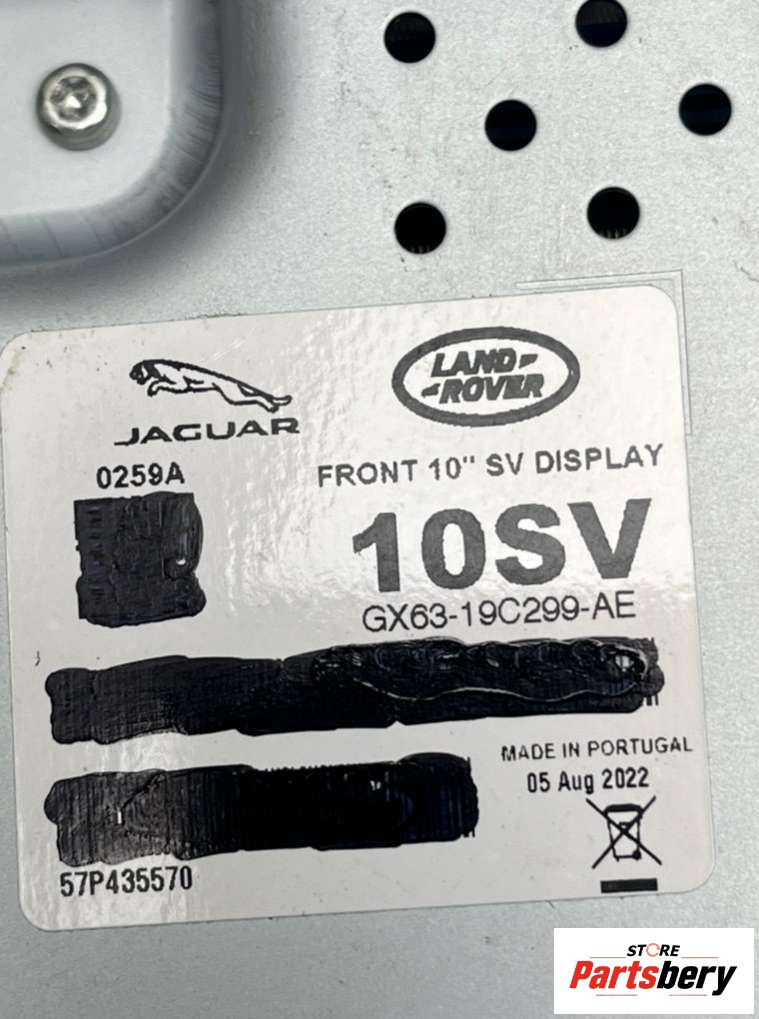 LAND
ROVER
JAGUAR
0259A
FRONT 10" SV DISPLAY
10SV
GX63-19C299-AE
MADE IN PORTUGAL
05 Aug 2022
57P435570
STORE
Partsbery